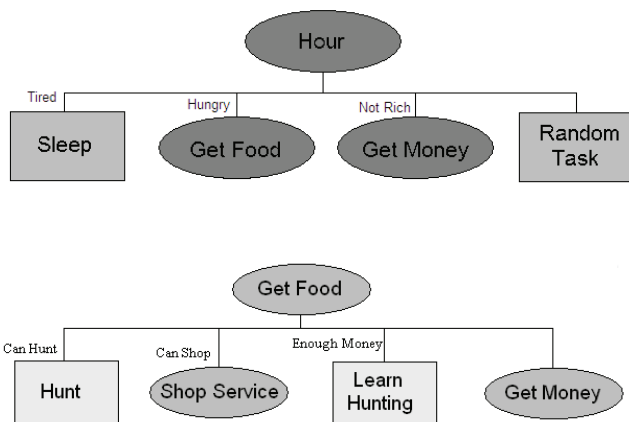 Hour
Tired
Hungry
Not Rich
Sleep
Get Food
Get Money
Random
Task
Get Food
Can Hunt
Can Shop
Enough Money
Hunt
Shop Service
Learn
Hunting
Get Money